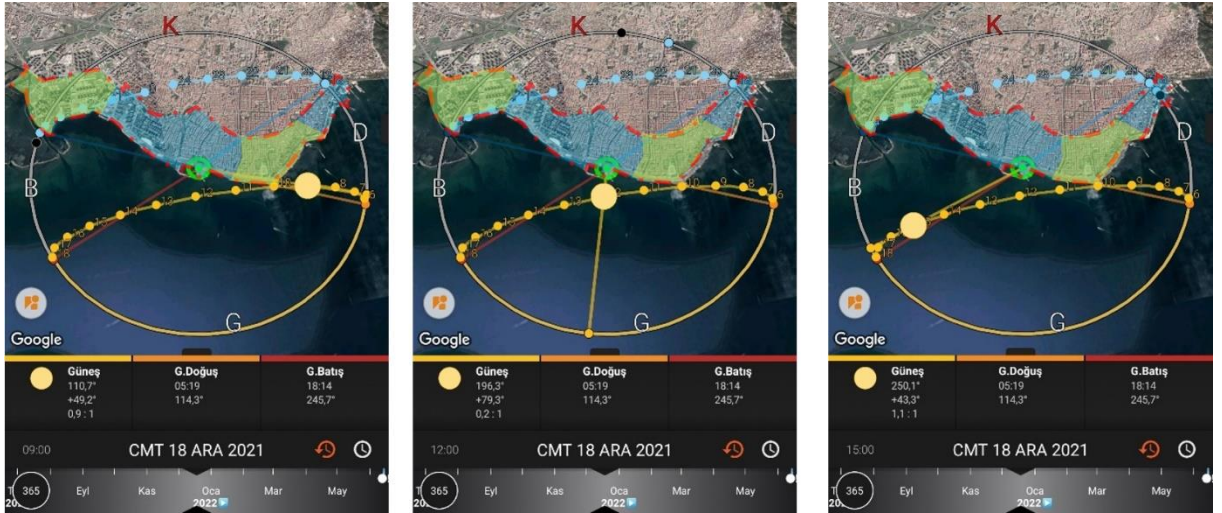 K
D
B
G
Google
Güneş
110,7°
+49,2°
0,9 : 1
G.Doğuş
05:19
114,3°
G.Batış
18:14
245,7°
09:00
CMT 18 ARA 2021
365
Eyl
Kas
Oca
Mar
May
2022
K
D
B
G
Google
Güneş
196,3°
+79,3°
0,2 : 1
G.Doğuş
05:19
114,3°
G.Batış
18:14
245,7°
12:00
CMT 18 ARA 2021
365
Eyl
Kas
Oca
Mar
May
2022
K
D
B
G
Google
Güneş
250,1°
+43,3°
1,1 : 1
G.Doğuş
05:19
114,3°
G.Batış
18:14
245,7°
15:00
CMT 18 ARA 2021
365
Eyl
Kas
Oca
Mar
May
2022